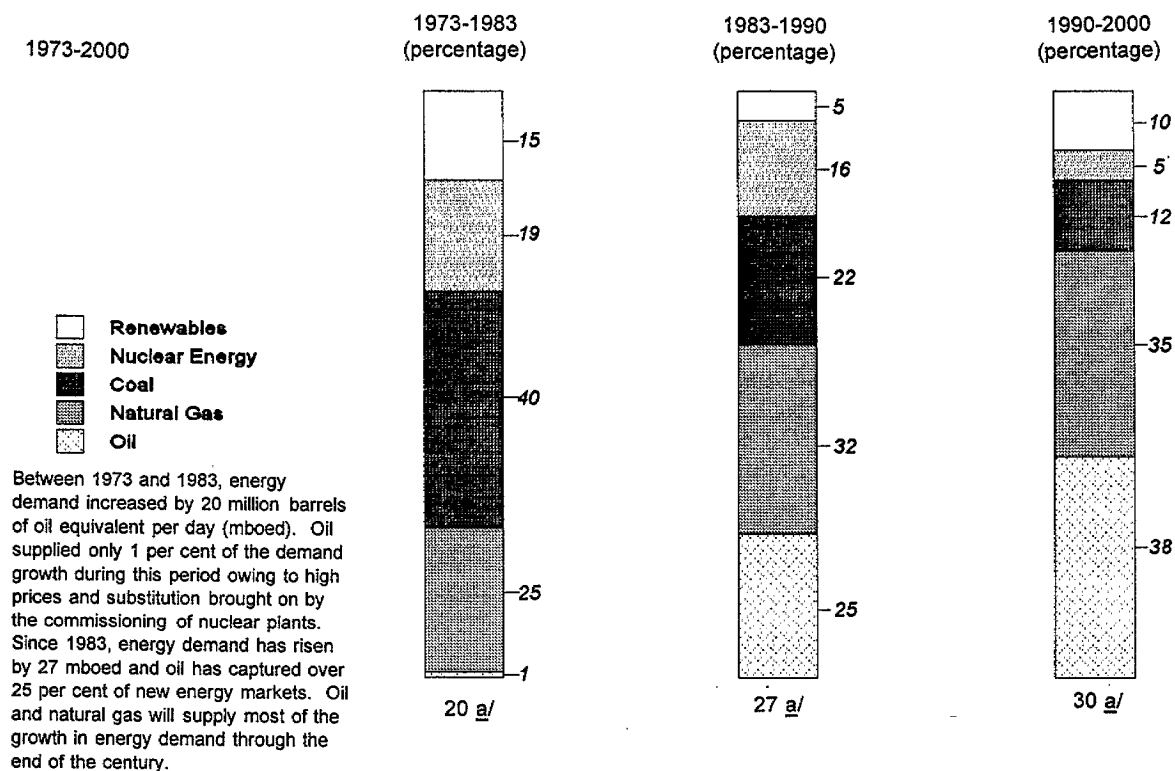 1973-2000
1973-1983
(percentage)
1983-1990
(percentage)
1990-2000
(percentage)
15
19
40
25
1
20 a/
5
16
22
32
25
27 a/
10
5
12
35
38
30 a/
Renewables
Nuclear Energy
Coal
Natural Gas
Oil
Between 1973 and 1983, energy
demand increased by 20 million barrels
of oil equivalent per day (mboed). Oil
supplied only 1 per cent of the demand
growth during this period owing to high
prices and substitution brought on by
the commissioning of nuclear plants.
Since 1983, energy demand has risen
by 27 mboed and oil has captured over
25 per cent of new energy markets. Oil
and natural gas will supply most of the
growth in energy demand through the
end of the century.